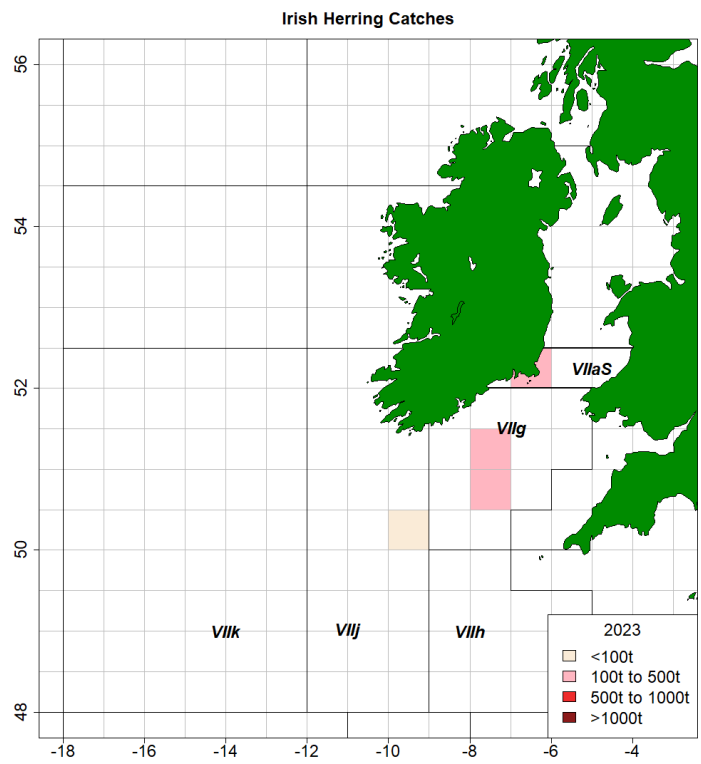 Irish Herring Catches
56
54
52
50
48
VIIaS
VIIg
VIIk
VIIj
VIIh
2023
<100t
100t to 500t
500t to 1000t
>1000t
-18 -16 -14 -12 -10 -8 -6 -4